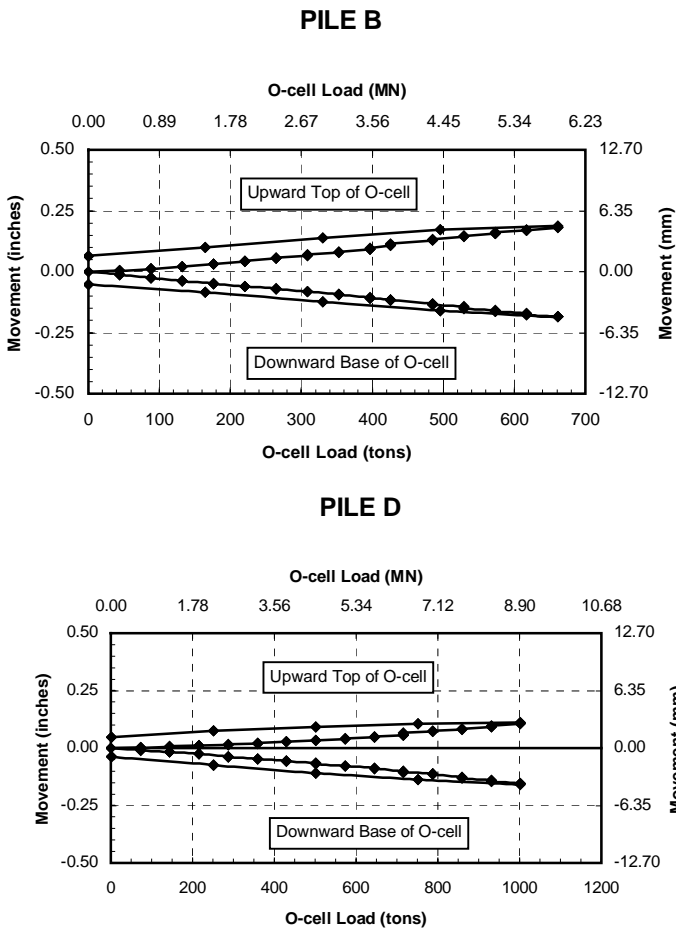 PILE B
O-cell Load (MN)
0.00 0.89 1.78 2.67 3.56 4.45 5.34 6.23
0.50 12.70
Upward Top of O-cell
0.25 6.35
0.00 0.00
Movement (inches)
Movement (mm)
-0.25 -6.35
Downward Base of O-cell
-0.50 -12.70
0 100 200 300 400 500 600 700
O-cell Load (tons)
PILE D
O-cell Load (MN)
0.00 1.78 3.56 5.34 7.12 8.90 10.68
0.50 12.70
Upward Top of O-cell
0.25 6.35
0.00 0.00
Movement (inches)
Movement (mm)
-0.25 -6.35
Downward Base of O-cell
-0.50 -12.70
0 200 400 600 800 1000 1200
O-cell Load (tons)